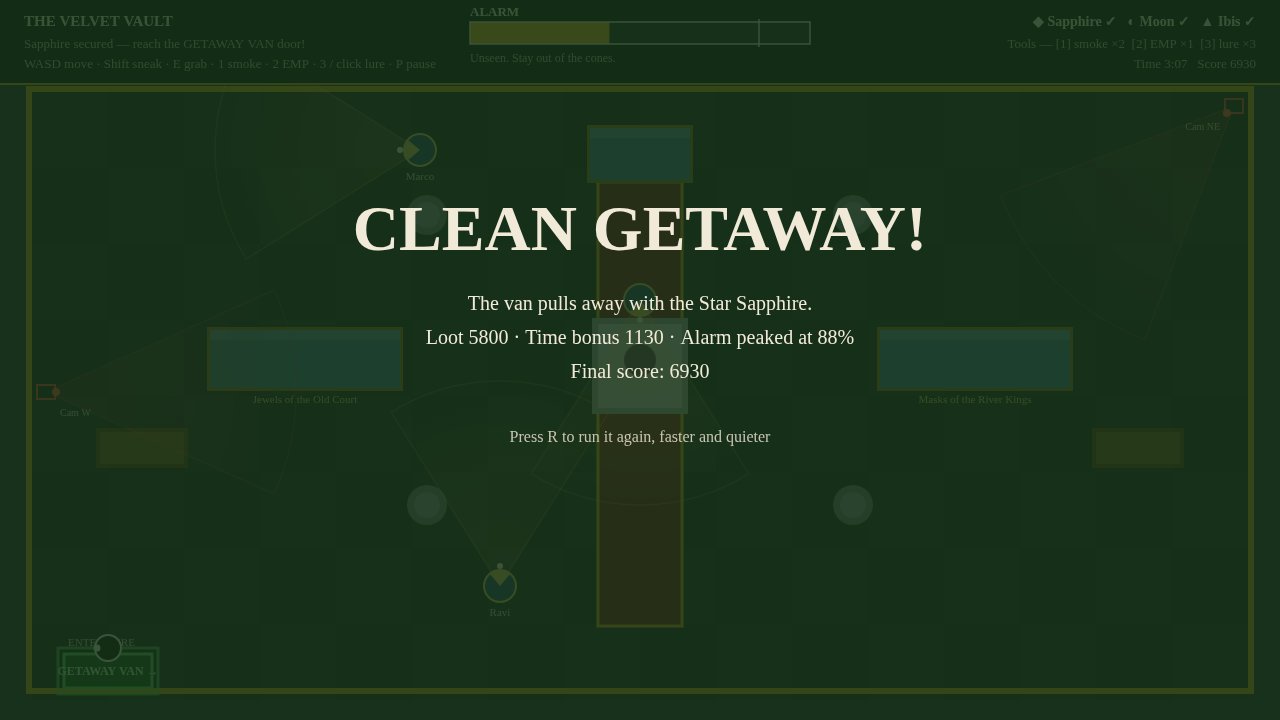 THE VELVET VAULT
Sapphire secured — reach the GETAWAY VAN door!
WASD move · Shift sneak · E grab · 1 smoke · 2 EMP · 3 / click lure · P pause
ALARM
Unseen. Stay out of the cones.
◆ Sapphire ✓ ◖ Moon ✓ ▲ Ibis ✓
Tools — [1] smoke ×2 [2] EMP ×1 [3] lure ×3
Time 3:07 Score 6930
Cam NE
Marco
CLEAN GETAWAY!
The van pulls away with the Star Sapphire.
Loot 5800 · Time bonus 1130 · Alarm peaked at 88%
Final score: 6930
Jewels of the Old Court
Masks of the River Kings
Cam W
Press R to run it again, faster and quieter
Ravi
GETAWAY VAN